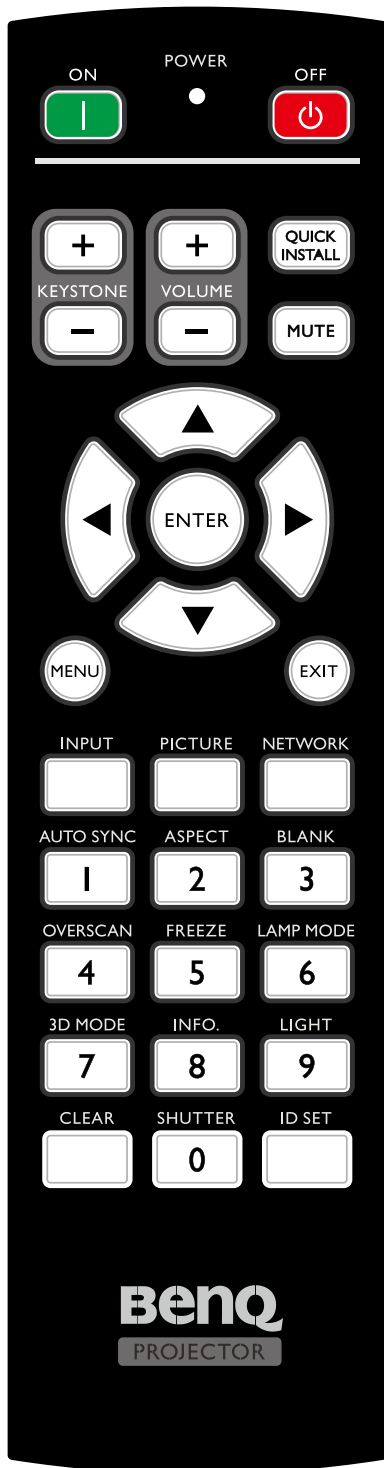 POWER
ON OFF
QUICK
INSTALL
KEYSTONE VOLUME
MUTE
ENTER
MENU EXIT
INPUT PICTURE NETWORK
AUTO SYNC ASPECT BLANK
1 2 3
OVERSCAN FREEZE LAMP MODE
4 5 6
3D MODE INFO. LIGHT
7 8 9
CLEAR SHUTTER ID SET
0
BenQ
PROJECTOR